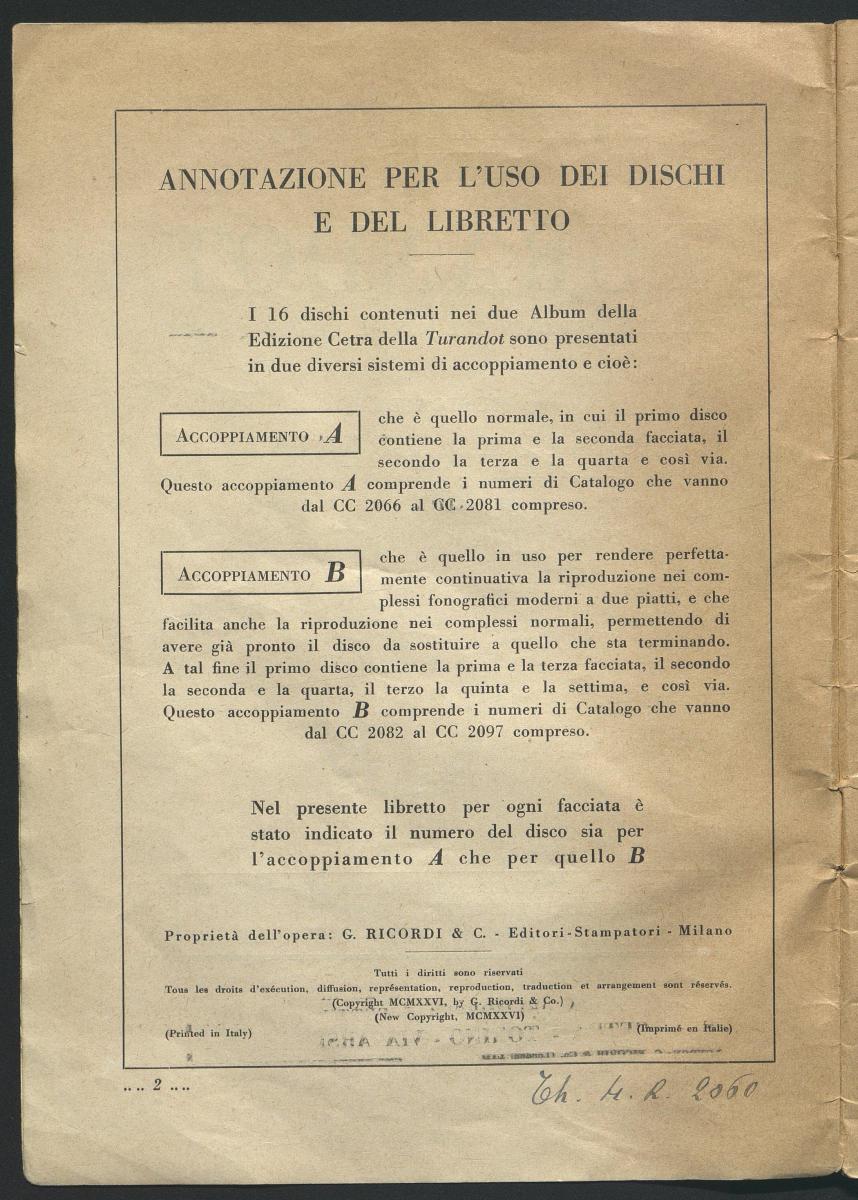 ANNOTAZIONE PER L'USO DEI DISCHI
E DEL LIBRETTO
I 16 dischi contenuti nei due Album della
Edizione Cetra della Turandot sono presentati
in due diversi sistemi di accoppiamento e cioè:
ACCOPPIAMENTO A
che è quello normale, in cui il primo disco
contiene la prima e la seconda facciata, il
secondo la terza e la quarta e così via.
Questo accoppiamento A comprende i numeri di Catalogo che vanno
dal CC 2066 al CC 2081 compreso.
ACCOPPIAMENTO B
che è quello in uso per rendere perfetta-
mente continuativa la riproduzione nei com-
plessi fonografici moderni a due piatti, e che
facilita anche la riproduzione nei complessi normali, permettendo di
avere già pronto il disco da sostituire a quello che sta terminando.
A tal fine il primo disco contiene la prima e la terza facciata, il secondo
la seconda e la quarta, il terzo la quinta e la settima, e così via.
Questo accoppiamento B comprende i numeri di Catalogo che vanno
dal CC 2082 al CC 2097 compreso.
Nel presente libretto per ogni facciata è
stato indicato il numero del disco sia per
l'accoppiamento A che per quello B
Proprietà dell'opera: G. RICORDI & C. - Editori-Stampatori - Milano
Tutti i diritti sono riservati
Tous les droits d'exécution, diffusion, représentation, reproduction, traduction et arrangement sont réservés.
(Copyright MCMXXVI, by G. Ricordi & Co.)
(New Copyright, MCMXXVI)
(Printed in Italy) (Imprimé en Italie)
.. .. 2 .. ..
Th. 4. R. 2060